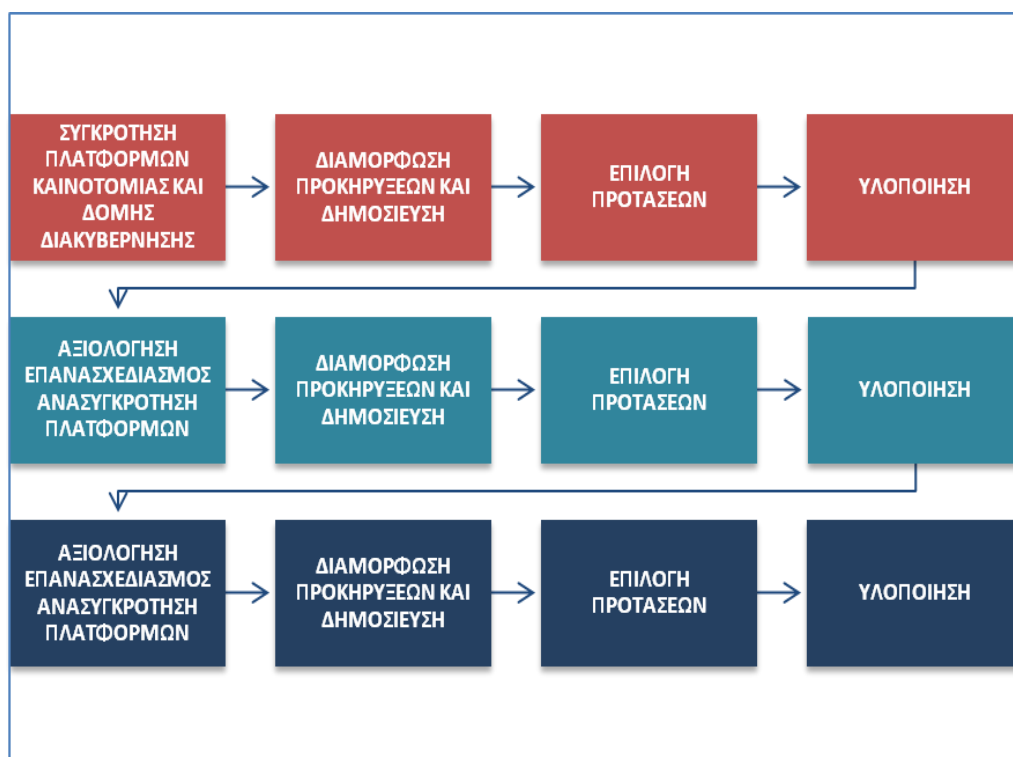 ΣΥΓΚΡΟΤΗΣΗ
ΠΛΑΤΦΟΡΜΩΝ
ΚΑΙΝΟΤΟΜΙΑΣ ΚΑΙ
ΔΟΜΗΣ
ΔΙΑΚΥΒΕΡΝΗΣΗΣ
ΔΙΑΜΟΡΦΩΣΗ
ΠΡΟΚΗΡΥΞΕΩΝ ΚΑΙ
ΔΗΜΟΣΙΕΥΣΗ
ΕΠΙΛΟΓΗ
ΠΡΟΤΑΣΕΩΝ
ΥΛΟΠΟΙΗΣΗ
ΑΞΙΟΛΟΓΗΣΗ
ΕΠΑΝΑΣΧΕΔΙΑΣΜΟΣ
ΑΝΑΣΥΓΚΡΟΤΗΣΗ
ΠΛΑΤΦΟΡΜΩΝ
ΔΙΑΜΟΡΦΩΣΗ
ΠΡΟΚΗΡΥΞΕΩΝ ΚΑΙ
ΔΗΜΟΣΙΕΥΣΗ
ΕΠΙΛΟΓΗ
ΠΡΟΤΑΣΕΩΝ
ΥΛΟΠΟΙΗΣΗ
ΑΞΙΟΛΟΓΗΣΗ
ΕΠΑΝΑΣΧΕΔΙΑΣΜΟΣ
ΑΝΑΣΥΓΚΡΟΤΗΣΗ
ΠΛΑΤΦΟΡΜΩΝ
ΔΙΑΜΟΡΦΩΣΗ
ΠΡΟΚΗΡΥΞΕΩΝ ΚΑΙ
ΔΗΜΟΣΙΕΥΣΗ
ΕΠΙΛΟΓΗ
ΠΡΟΤΑΣΕΩΝ
ΥΛΟΠΟΙΗΣΗ